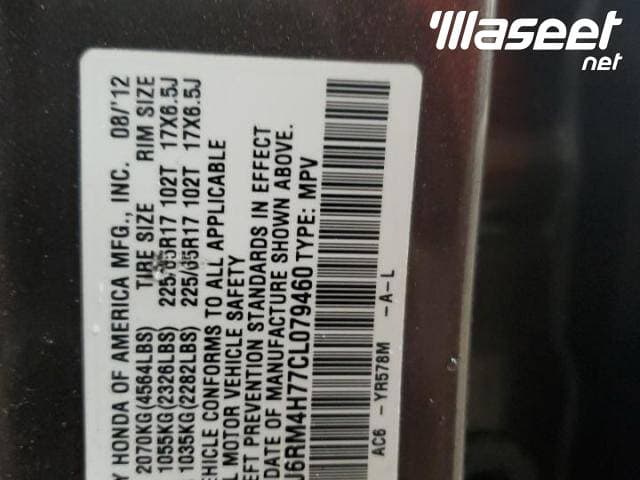 Waseet
net
Y HONDA OF AMERICA MFG., INC. 08/'12
2070KG (4564LBS) TIRE SIZE RIM SIZE
1055KG (2326LBS) 225/65R17 102T 17X6.5J
1035KG (2282LBS) 225/65R17 102T 17X6.5J
EHICLE CONFORMS TO ALL APPLICABLE
L MOTOR VEHICLE SAFETY
EFT PREVENTION STANDARDS IN EFFECT
DATE OF MANUFACTURE SHOWN ABOVE.
J6RM4H77CL079460 TYPE: MPV
AC6 -YR578M -A-L